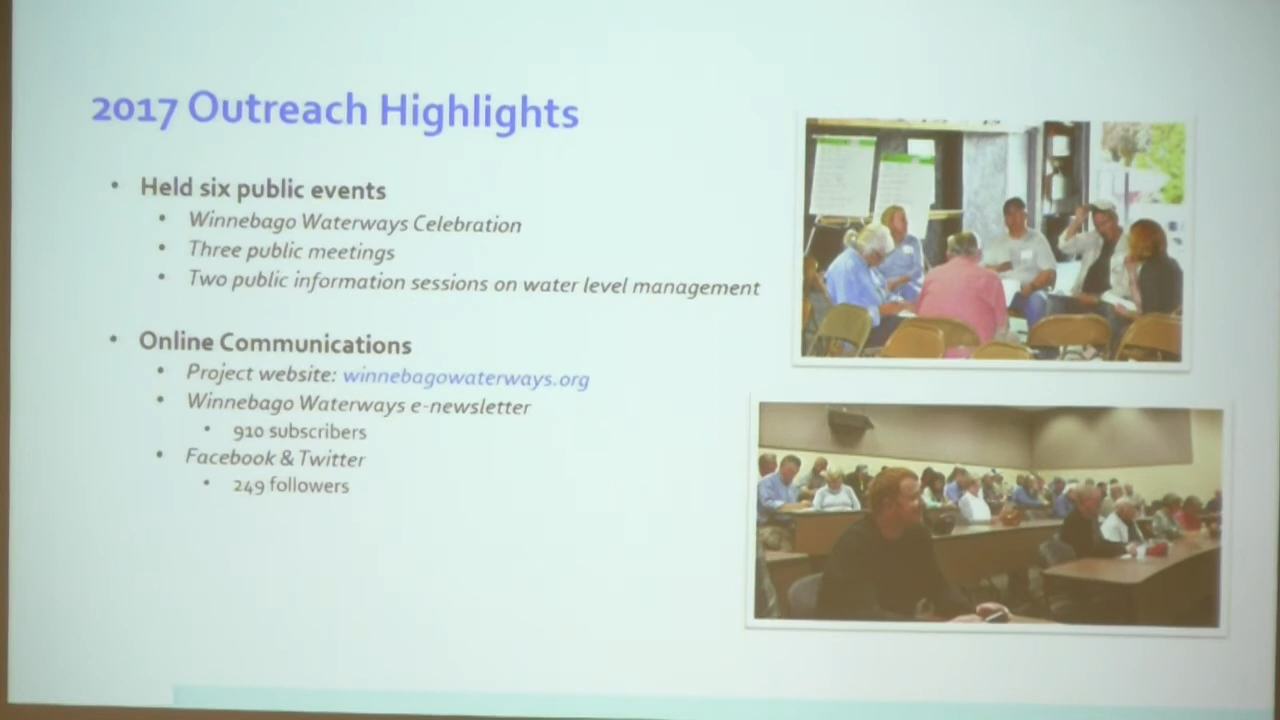 2017 Outreach Highlights
• Held six public events
• Winnebago Waterways Celebration
• Three public meetings
• Two public information sessions on water level management
• Online Communications
• Project website: winnebagowaterways.org
• Winnebago Waterways e-newsletter
• 910 subscribers
• Facebook & Twitter
• 249 followers